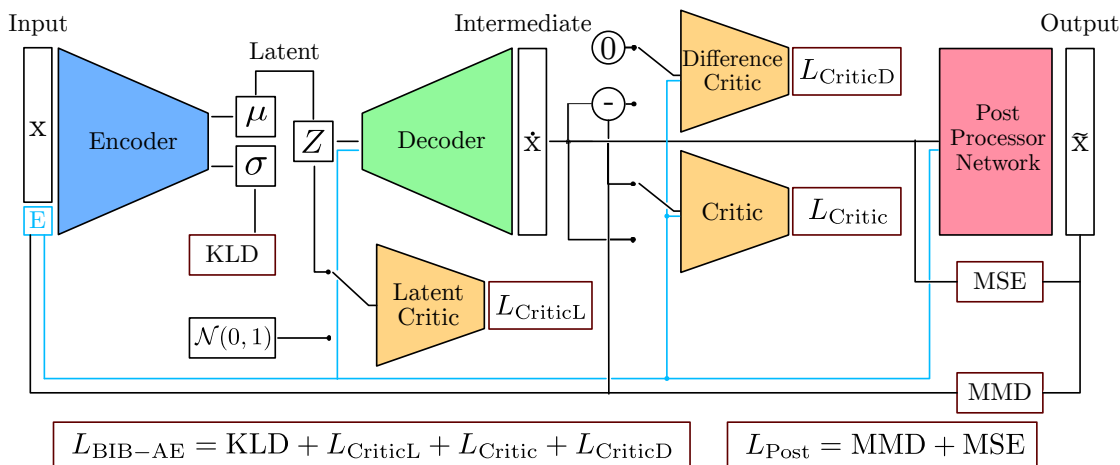 Input
Latent
Intermediate
Output
x
E
Encoder
μ
σ
KLD
Z
𝒩(0, 1)
Decoder
ẋ
Latent
Critic
L_CriticL
0
-
Difference
Critic
L_CriticD
Critic
L_Critic
Post
Processor
Network
x̃
MSE
MMD
L_BIB−AE = KLD + L_CriticL + L_Critic + L_CriticD
L_Post = MMD + MSE